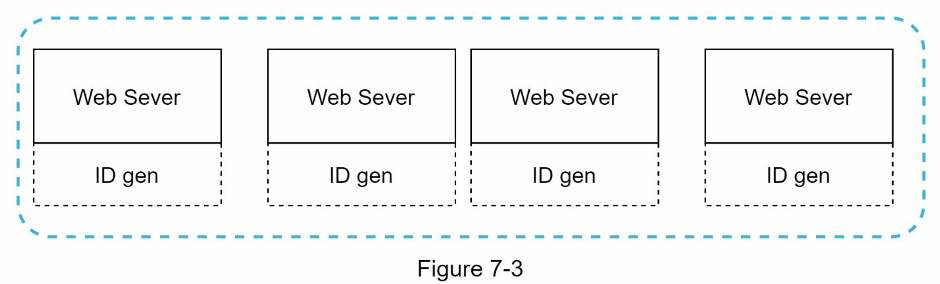 Web Sever Web Sever Web Sever Web Sever
ID gen ID gen ID gen ID gen
Figure 7-3